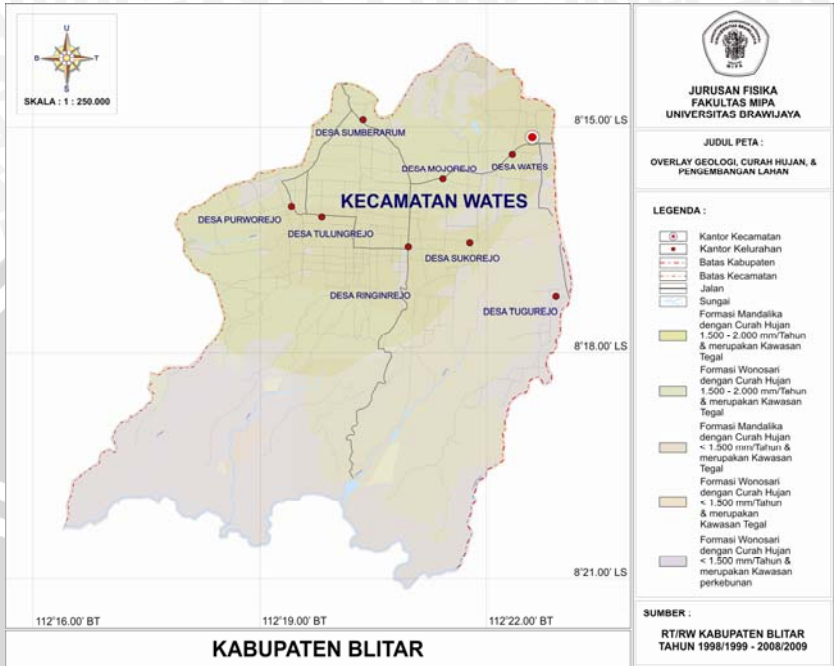 U
B
T
S
SKALA : 1 : 250.000
DESA SUMBERARUM
DESA MOJOREJO
DESA WATES
KECAMATAN WATES
DESA PURWOREJO
DESA TULUNGREJO
DESA SUKOREJO
DESA RINGINREJO
DESA TUGUREJO
8°15.00' LS
8°18.00' LS
8°21.00' LS
112°16.00' BT
112°19.00' BT
112°22.00' BT
KABUPATEN BLITAR
JURUSAN FISIKA
FAKULTAS MIPA
UNIVERSITAS BRAWIJAYA
JUDUL PETA :
OVERLAY GEOLOGI, CURAH HUJAN, &
PENGEMBANGAN LAHAN
LEGENDA :
Kantor Kecamatan
Kantor Kelurahan
Batas Kabupaten
Batas Kecamatan
Jalan
Sungai
Formasi Mandalika
dengan Curah Hujan
1.500 - 2.000 mm/Tahun
& merupakan Kawasan
Tegal
Formasi Wonosari
dengan Curah Hujan
1.500 - 2.000 mm/Tahun
& merupakan Kawasan
Tegal
Formasi Mandalika
dengan Curah Hujan
< 1.500 mm/Tahun &
merupakan Kawasan
Tegal
Formasi Wonosari
dengan Curah Hujan
< 1.500 mm/Tahun
& merupakan
Kawasan Tegal
Formasi Wonosari
dengan Curah Hujan
< 1.500 mm/Tahun &
merupakan Kawasan
perkebunan
SUMBER :
RT/RW KABUPATEN BLITAR
TAHUN 1998/1999 - 2008/2009